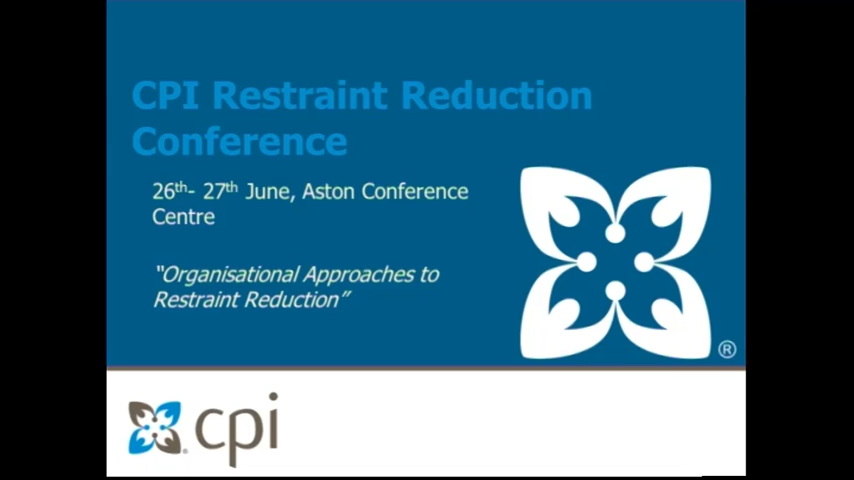 CPI Restraint Reduction
Conference
26th- 27th June, Aston Conference
Centre
“Organisational Approaches to
Restraint Reduction”
®
cpi